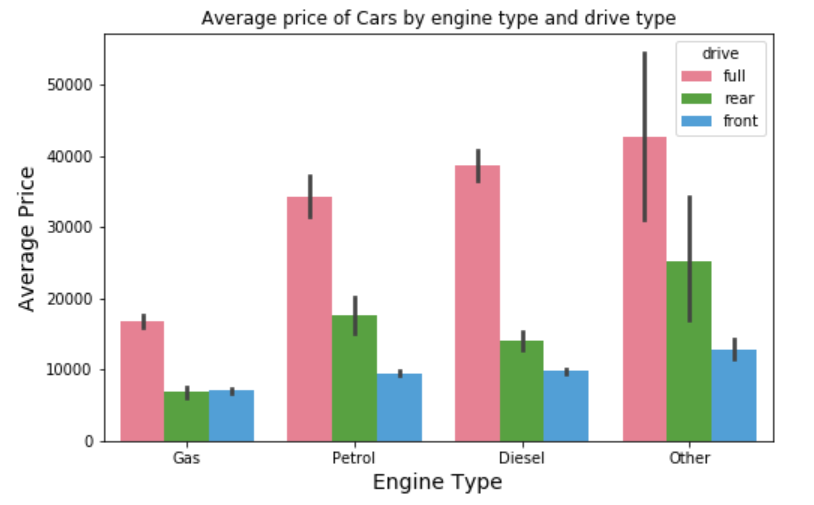 Average price of Cars by engine type and drive type
drive
full
rear
front
50000
40000
30000
20000
10000
0
Average Price
Gas Petrol Diesel Other
Engine Type